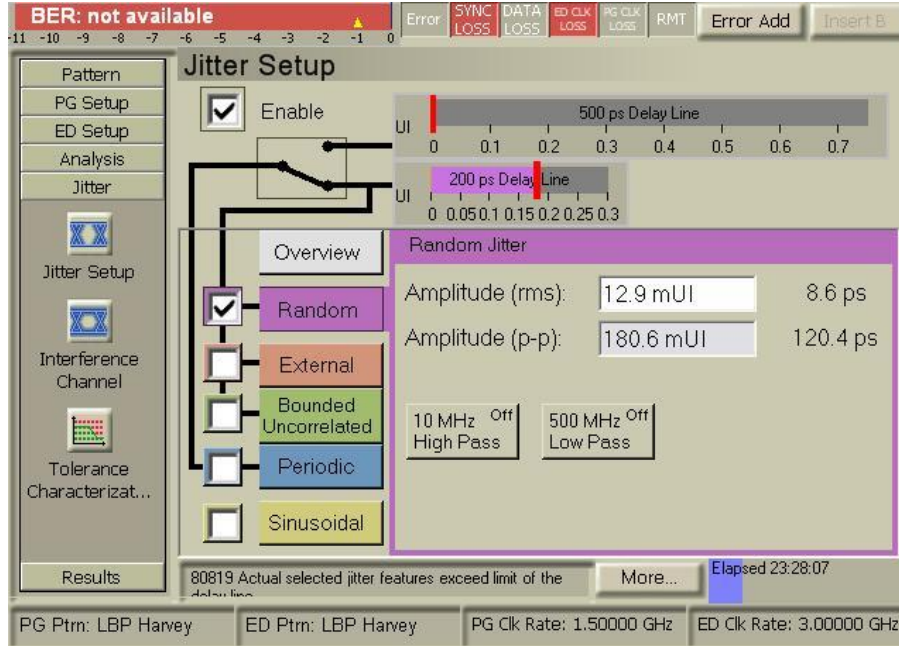 BER: not available
-11 -10 -9 -8 -7 -6 -5 -4 -3 -2 -1 0
Error
SYNC LOSS
DATA LOSS
ED CLK LOSS
PG CLK LOSS
RMT
Error Add
Insert B
Pattern
PG Setup
ED Setup
Analysis
Jitter
Jitter Setup
Interference
Channel
Tolerance
Characterizat...
Results
Jitter Setup
Enable
500 ps Delay Line
UI
0 0.1 0.2 0.3 0.4 0.5 0.6 0.7
200 ps Delay Line
UI
0 0.05 0.1 0.15 0.2 0.25 0.3
Overview
Random
External
Bounded
Uncorrelated
Periodic
Sinusoidal
Random Jitter
Amplitude (rms): 12.9 mUI 8.6 ps
Amplitude (p-p): 180.6 mUI 120.4 ps
10 MHz Off
High Pass
500 MHz Off
Low Pass
80819 Actual selected jitter features exceed limit of the
delay line
More...
Elapsed 23:28:07
PG Ptrn: LBP Harvey
ED Ptrn: LBP Harvey
PG Clk Rate: 1.50000 GHz
ED Clk Rate: 3.00000 GHz